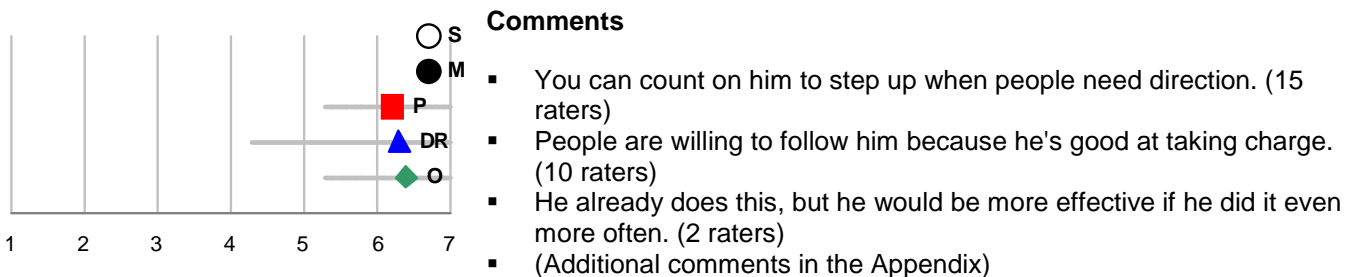 S
M
P
DR
O
1 2 3 4 5 6 7
Comments
▪ You can count on him to step up when people need direction. (15
raters)
▪ People are willing to follow him because he's good at taking charge.
(10 raters)
▪ He already does this, but he would be more effective if he did it even
more often. (2 raters)
▪ (Additional comments in the Appendix)